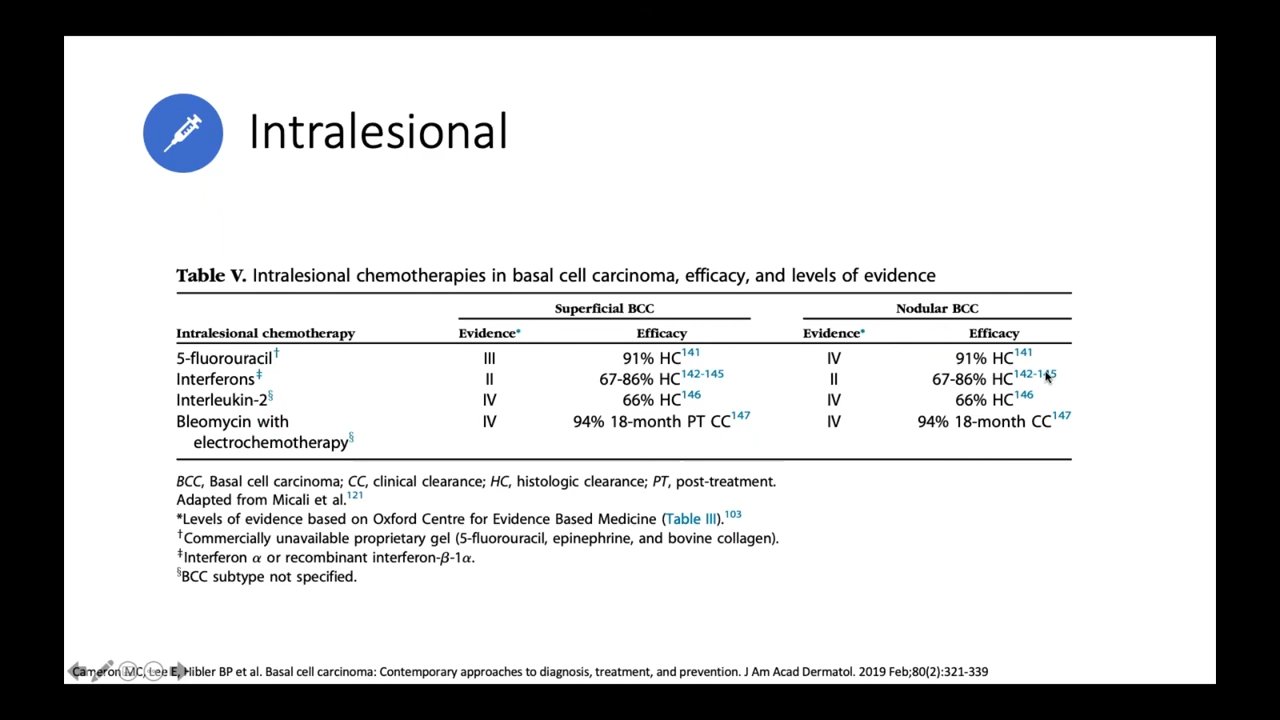 Intralesional
Table V. Intralesional chemotherapies in basal cell carcinoma, efficacy, and levels of evidence
Superficial BCC Nodular BCC
Intralesional chemotherapy Evidence* Efficacy Evidence* Efficacy
5-fluorouracil† III 91% HC141 IV 91% HC141
Interferons‡ II 67-86% HC142-145 II 67-86% HC142-145
Interleukin-2§ IV 66% HC146 IV 66% HC146
Bleomycin with IV 94% 18-month PT CC147 IV 94% 18-month CC147
electrochemotherapy§
BCC, Basal cell carcinoma; CC, clinical clearance; HC, histologic clearance; PT, post-treatment.
Adapted from Micali et al.121
*Levels of evidence based on Oxford Centre for Evidence Based Medicine (Table III).103
†Commercially unavailable proprietary gel (5-fluorouracil, epinephrine, and bovine collagen).
‡Interferon α or recombinant interferon-β-1α.
§BCC subtype not specified.
Cameron MC, Lee E, Hibler BP et al. Basal cell carcinoma: Contemporary approaches to diagnosis, treatment, and prevention. J Am Acad Dermatol. 2019 Feb;80(2):321-339